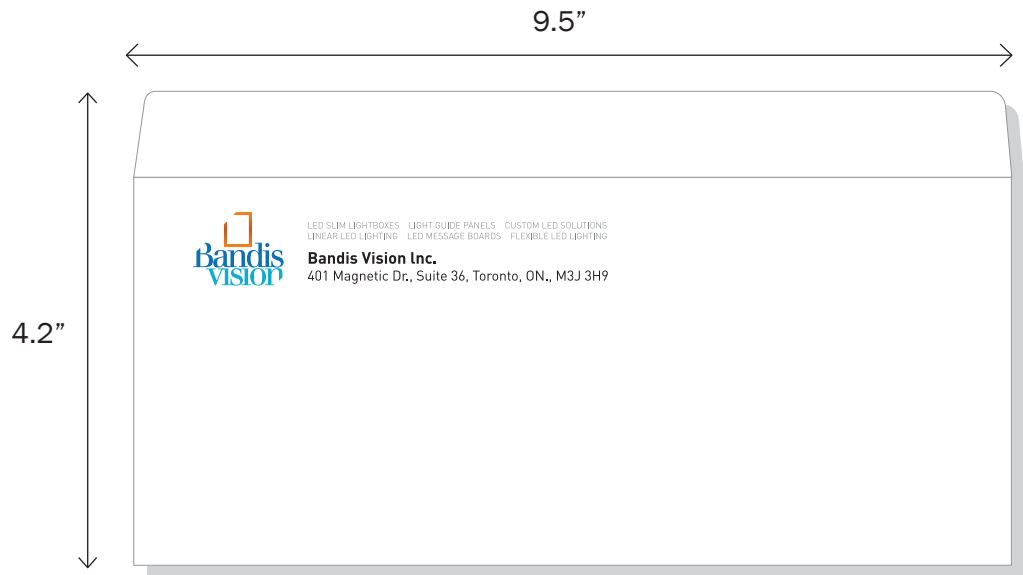 9.5”
4.2”
Bandis
vision
LED SLIM LIGHTBOXES LIGHT GUIDE PANELS CUSTOM LED SOLUTIONS
LINEAR LED LIGHTING LED MESSAGE BOARDS FLEXIBLE LED LIGHTING
Bandis Vision Inc.
401 Magnetic Dr., Suite 36, Toronto, ON., M3J 3H9